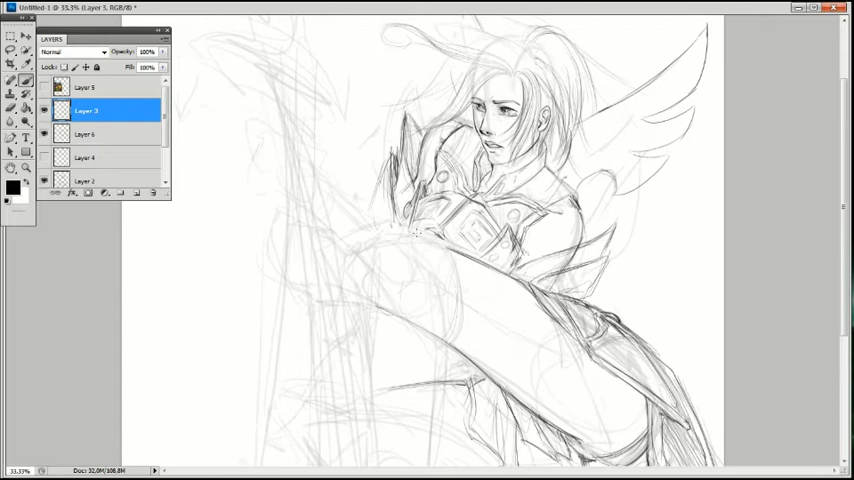 Untitled-1 @ 33.3% (Layer 3, RGB/8) *
LAYERS
Normal
Opacity: 100%
Lock:
Fill: 100%
Layer 5
Layer 3
Layer 6
Layer 4
Layer 2
33.33%
Doc: 32.0M/108.8M